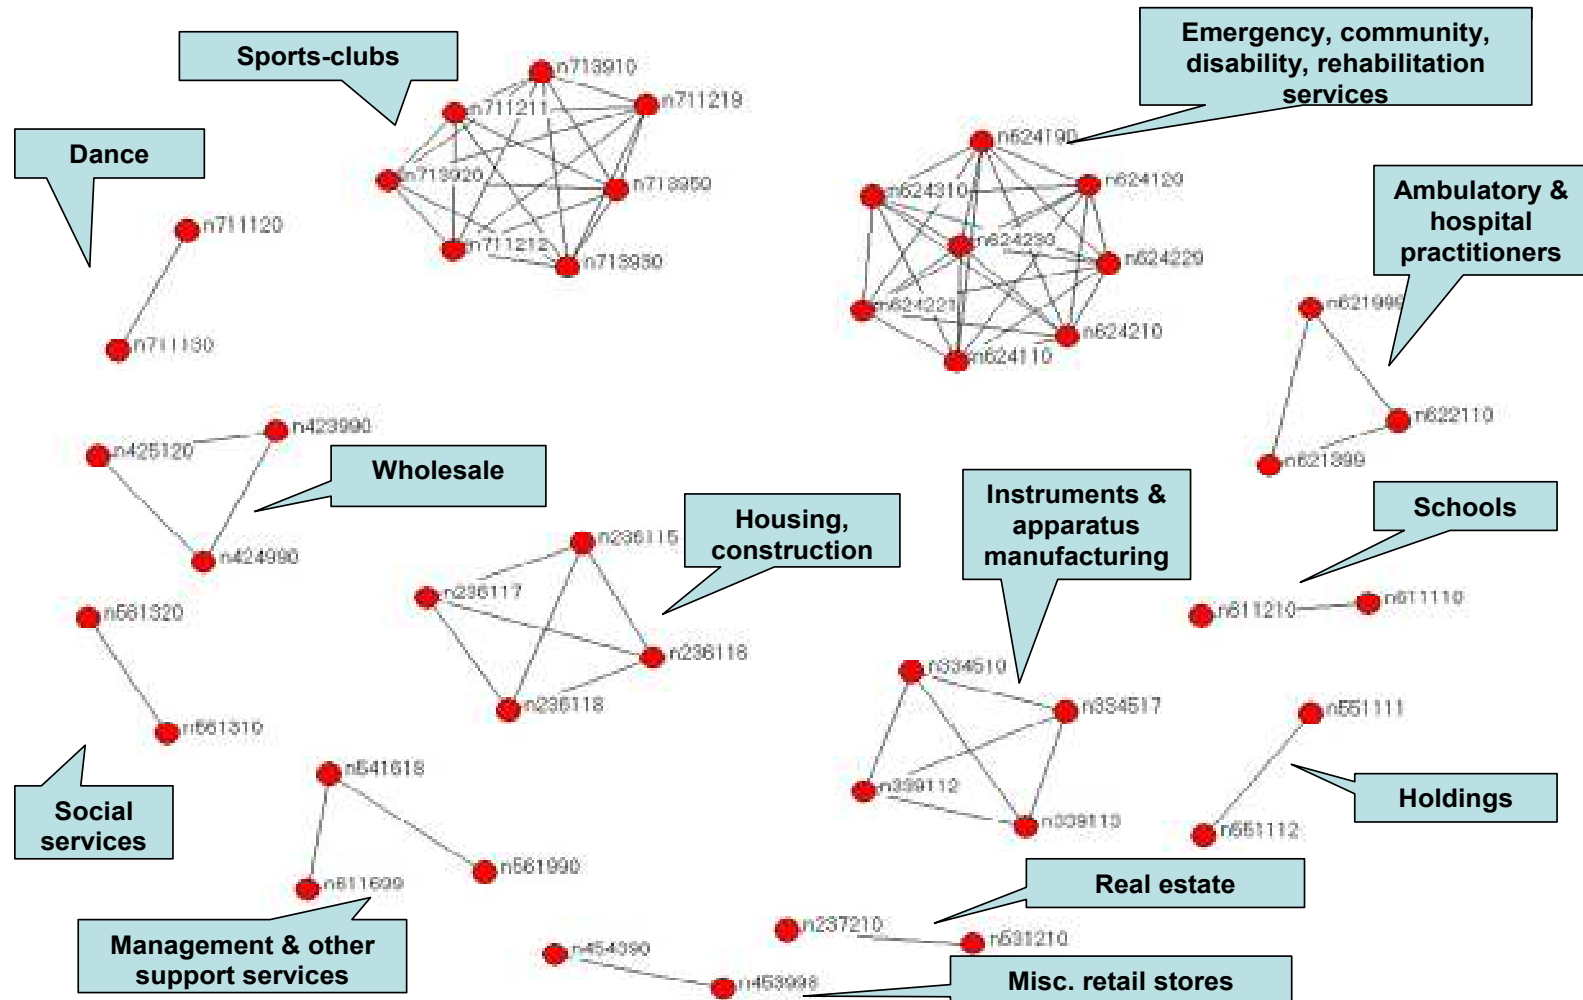 Sports-clubs
Emergency, community,
disability, rehabilitation
services
Dance
Ambulatory &
hospital
practitioners
n713910
n711211
n711219
n713920
n713950
n711212
n713930
n711120
n711130
n624190
n624310
n624120
n624230
n624229
n624221
n624210
n624110
n621999
n622110
n621399
n423990
n425120
n424990
Wholesale
Housing,
construction
Instruments &
apparatus
manufacturing
Schools
n236115
n236117
n236118
n236118
n611210
n611110
n561320
n561310
Social
services
n334510
n334517
n339112
n339113
n551111
n551112
Holdings
n541618
n561990
n611699
Management & other
support services
Real estate
n237210
n531210
n454390
n453998
Misc. retail stores